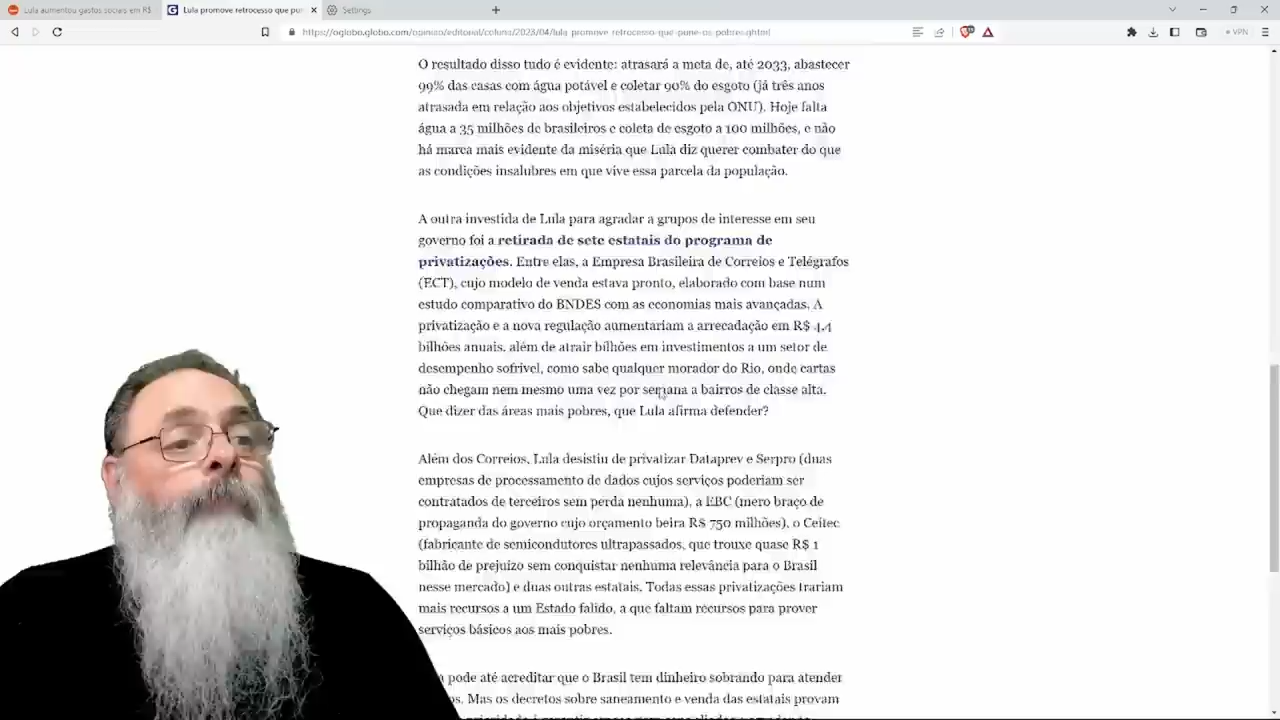 Lula aumentou gastos sociais em R$
Lula promove retrocesso que pun
Settings
https://oglobo.globo.com/opiniao/editorial/coluna/2023/04/lula-promove-retrocesso-que-pune-os-pobres.ghtml
VPN
O resultado disso tudo é evidente: atrasará a meta de, até 2033, abastecer
99% das casas com água potável e coletar 90% do esgoto (já três anos
atrasada em relação aos objetivos estabelecidos pela ONU). Hoje falta
água a 35 milhões de brasileiros e coleta de esgoto a 100 milhões, e não
há marca mais evidente da miséria que Lula diz querer combater do que
as condições insalubres em que vive essa parcela da população.
A outra investida de Lula para agradar a grupos de interesse em seu
governo foi a retirada de sete estatais do programa de
privatizações. Entre elas, a Empresa Brasileira de Correios e Telégrafos
(ECT), cujo modelo de venda estava pronto, elaborado com base num
estudo comparativo do BNDES com as economias mais avançadas. A
privatização e a nova regulação aumentariam a arrecadação em R$ 4,4
bilhões anuais, além de atrair bilhões em investimentos a um setor de
desempenho sofrível, como sabe qualquer morador do Rio, onde cartas
não chegam nem mesmo uma vez por semana a bairros de classe alta.
Que dizer das áreas mais pobres, que Lula afirma defender?
Além dos Correios, Lula desistiu de privatizar Dataprev e Serpro (duas
empresas de processamento de dados cujos serviços poderiam ser
contratados de terceiros sem perda nenhuma), a EBC (mero braço de
propaganda do governo cujo orçamento beira R$ 750 milhões), o Ceitec
(fabricante de semicondutores ultrapassados, que trouxe quase R$ 1
bilhão de prejuízo sem conquistar nenhuma relevância para o Brasil
nesse mercado) e duas outras estatais. Todas essas privatizações trariam
mais recursos a um Estado falido, a que faltam recursos para prover
serviços básicos aos mais pobres.
pode até acreditar que o Brasil tem dinheiro sobrando para atender
Mas os decretos sobre saneamento e venda das estatais provam